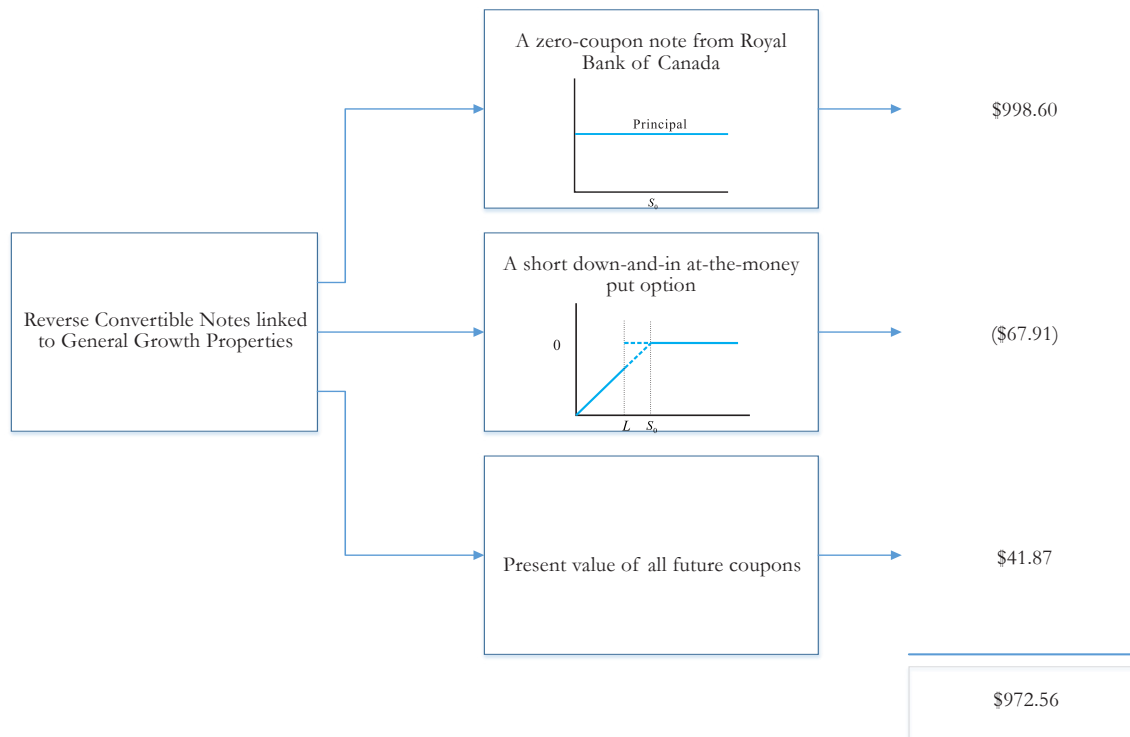 A zero-coupon note from Royal
Bank of Canada
Principal
S₀
$998.60
Reverse Convertible Notes linked
to General Growth Properties
A short down-and-in at-the-money
put option
0
L S₀
($67.91)
Present value of all future coupons
$41.87
$972.56